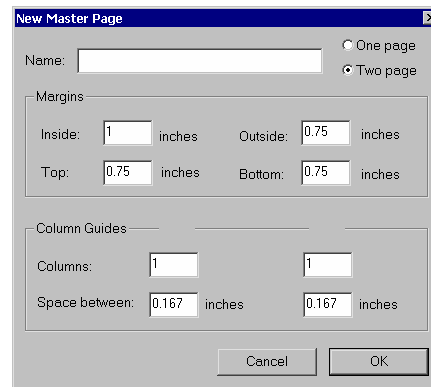 New Master Page
Name:
One page
Two page
Margins
Inside: 1 inches Outside: 0.75 inches
Top: 0.75 inches Bottom: 0.75 inches
Column Guides
Columns: 1 1
Space between: 0.167 inches 0.167 inches
Cancel OK